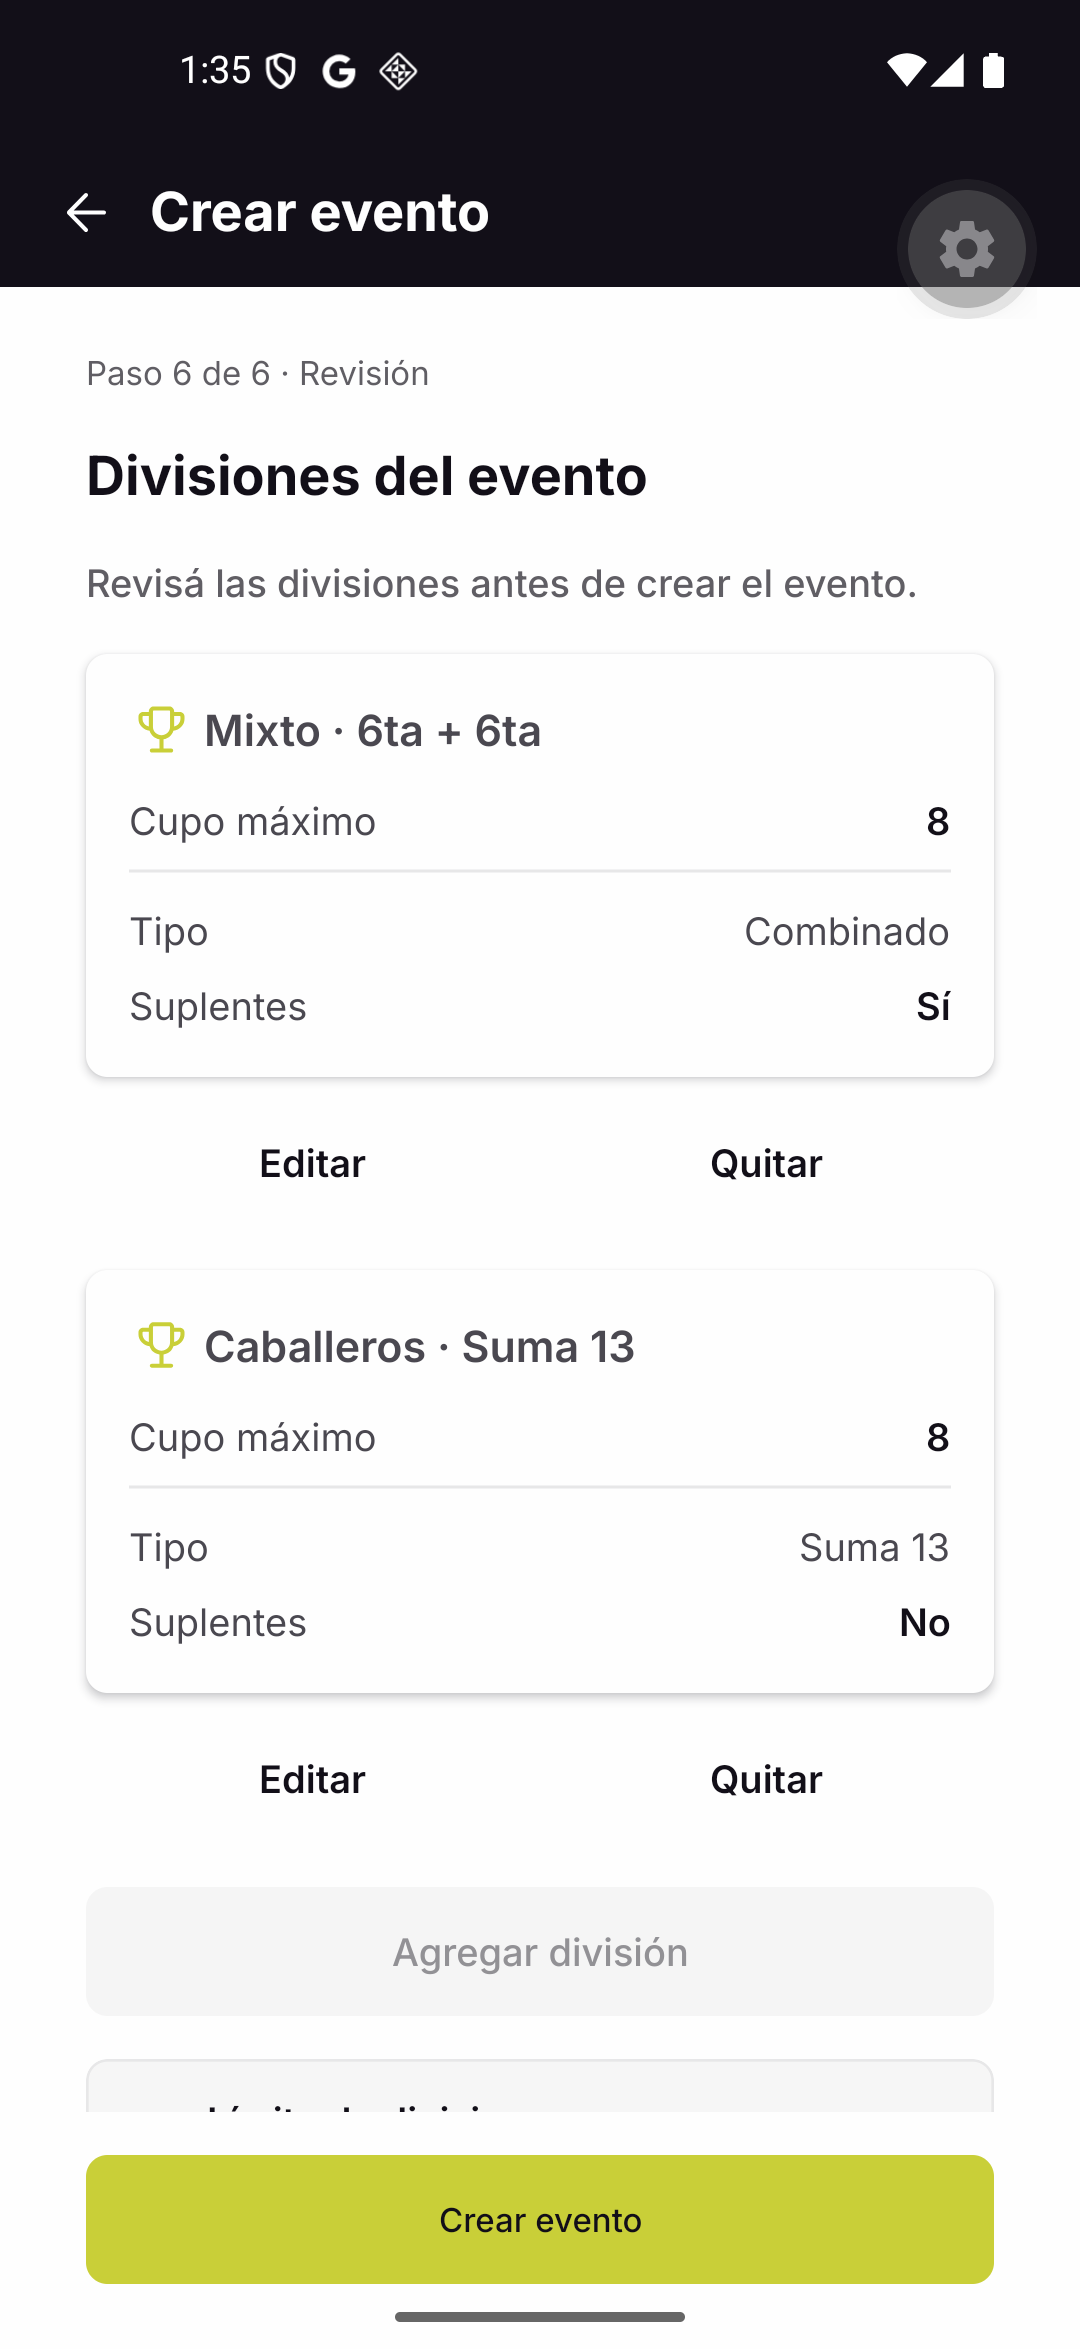 1:35
Crear evento
Paso 6 de 6 · Revisión
Divisiones del evento
Revisá las divisiones antes de crear el evento.
Mixto · 6ta + 6ta
Cupo máximo 8
Tipo Combinado
Suplentes Sí
Editar Quitar
Caballeros · Suma 13
Cupo máximo 8
Tipo Suma 13
Suplentes No
Editar Quitar
Agregar división
Crear evento